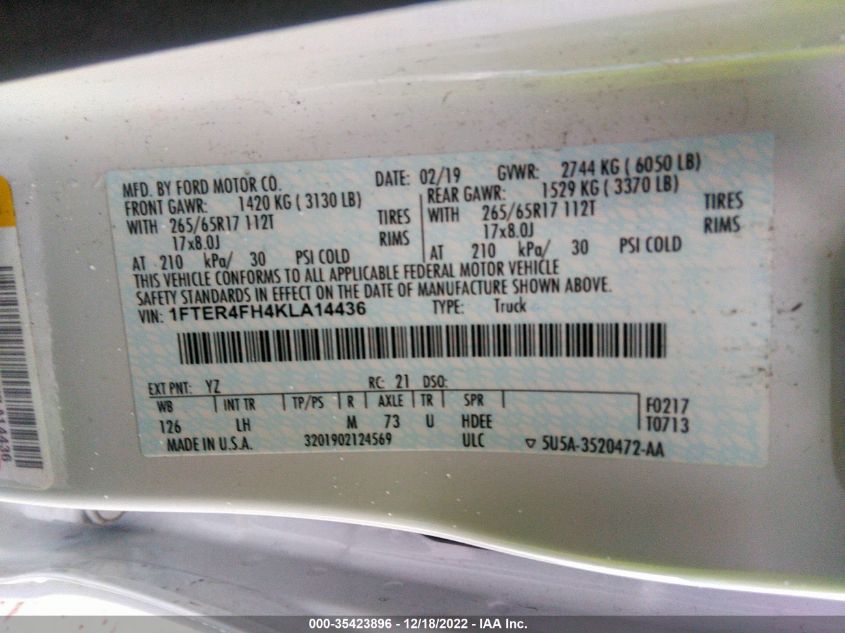 MFD. BY FORD MOTOR CO. DATE: 02/19 GVWR: 2744 KG ( 6050 LB)
FRONT GAWR: 1420 KG ( 3130 LB) REAR GAWR: 1529 KG ( 3370 LB)
WITH 265/65R17 112T TIRES WITH 265/65R17 112T TIRES
17x8.0J RIMS 17x8.0J RIMS
AT 210 kPa/ 30 PSI COLD AT 210 kPa/ 30 PSI COLD
THIS VEHICLE CONFORMS TO ALL APPLICABLE FEDERAL MOTOR VEHICLE
SAFETY STANDARDS IN EFFECT ON THE DATE OF MANUFACTURE SHOWN ABOVE.
VIN: 1FTER4FH4KLA14436 TYPE: Truck
EXT PNT: YZ RC: 21 DSO:
WB INT TR TP/PS R AXLE TR SPR F0217
126 LH M 73 U HDEE T0713
MADE IN U.S.A. 3201902124569 ULC ▽ 5U5A-3520472-AA
000-35423896 - 12/18/2022 - IAA Inc.